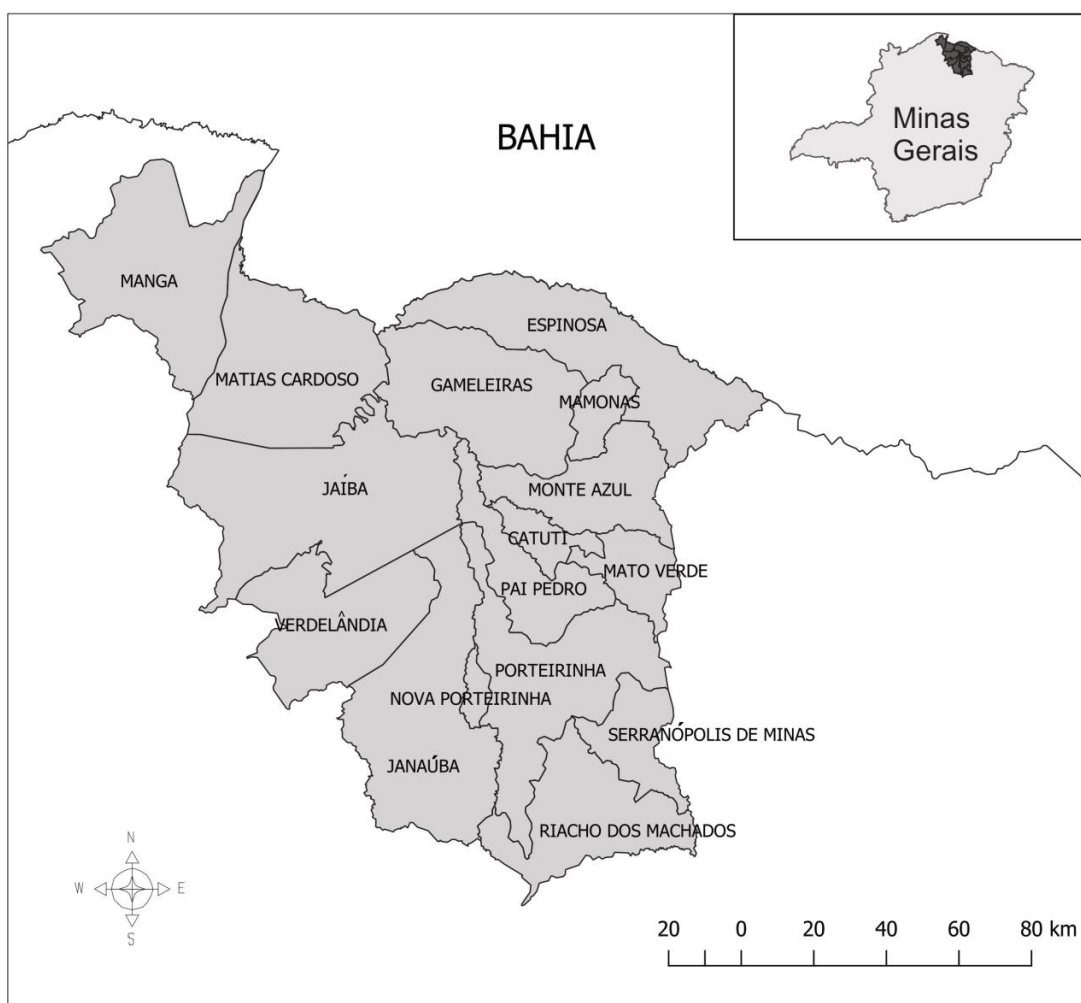 BAHIA
Minas
Gerais
MANGA
ESPINOSA
MATIAS CARDOSO
GAMELEIRAS
MAMONAS
JAÍBA
MONTE AZUL
CATUTI
MATO VERDE
PAI PEDRO
VERDELÂNDIA
PORTEIRINHA
NOVA PORTEIRINHA
SERRANÓPOLIS DE MINAS
JANAÚBA
RIACHO DOS MACHADOS
N
W E
S
20 0 20 40 60 80 km